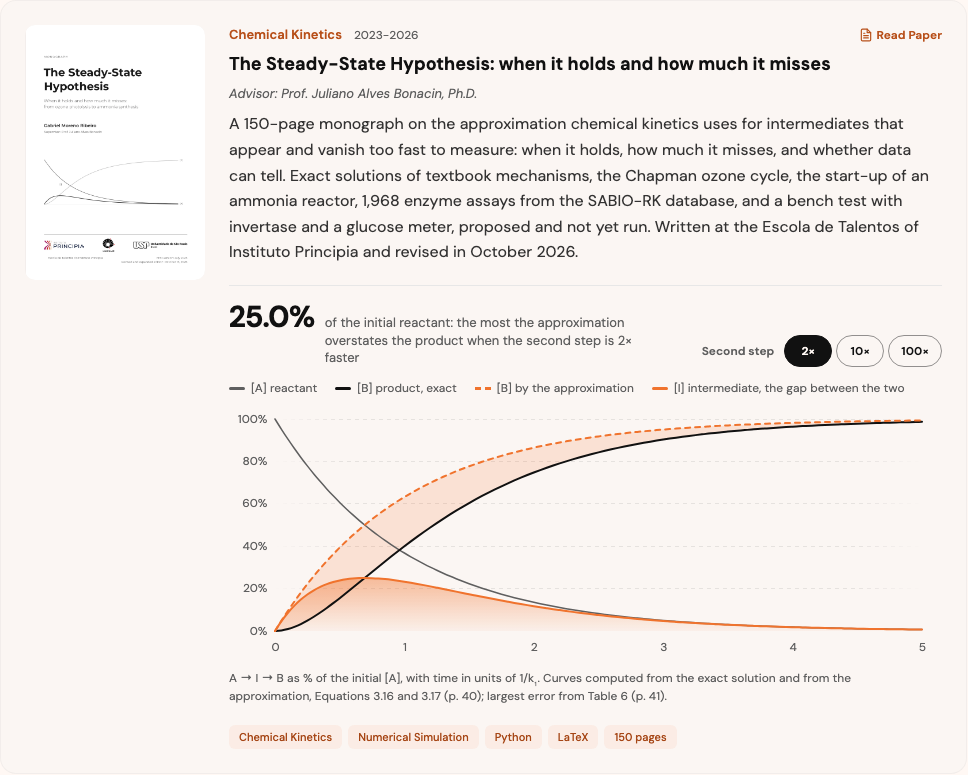 Chemical Kinetics 2023-2026
Read Paper
The Steady-State Hypothesis: when it holds and how much it misses
Advisor: Prof. Juliano Alves Bonacin, Ph.D.
A 150-page monograph on the approximation chemical kinetics uses for intermediates that
appear and vanish too fast to measure: when it holds, how much it misses, and whether data
can tell. Exact solutions of textbook mechanisms, the Chapman ozone cycle, the start-up of an
ammonia reactor, 1,968 enzyme assays from the SABIO-RK database, and a bench test with
invertase and a glucose meter, proposed and not yet run. Written at the Escola de Talentos of
Instituto Principia and revised in October 2026.
The Steady-State
Hypothesis
Gabriel Moreno Ribeiro
PRINCIPIA
USP
25.0%
of the initial reactant: the most the approximation
overstates the product when the second step is 2×
faster
Second step 2× 10× 100×
[A] reactant [B] product, exact [B] by the approximation [I] intermediate, the gap between the two
100%
80%
60%
40%
20%
0%
0 1 2 3 4 5
A → I → B as % of the initial [A], with time in units of 1/k₁. Curves computed from the exact solution and from the
approximation, Equations 3.16 and 3.17 (p. 40); largest error from Table 6 (p. 41).
Chemical Kinetics Numerical Simulation Python LaTeX 150 pages